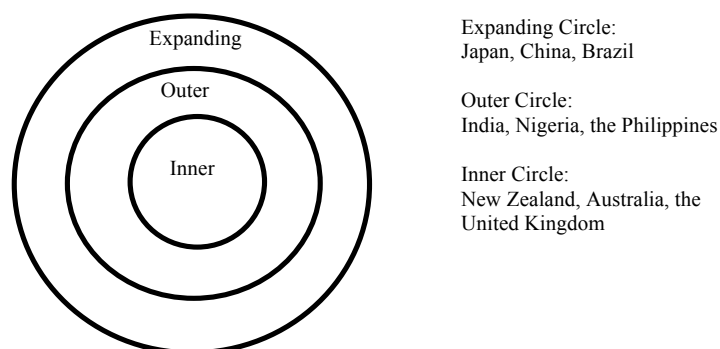 Expanding
Outer
Inner
Expanding Circle:
Japan, China, Brazil
Outer Circle:
India, Nigeria, the Philippines
Inner Circle:
New Zealand, Australia, the
United Kingdom